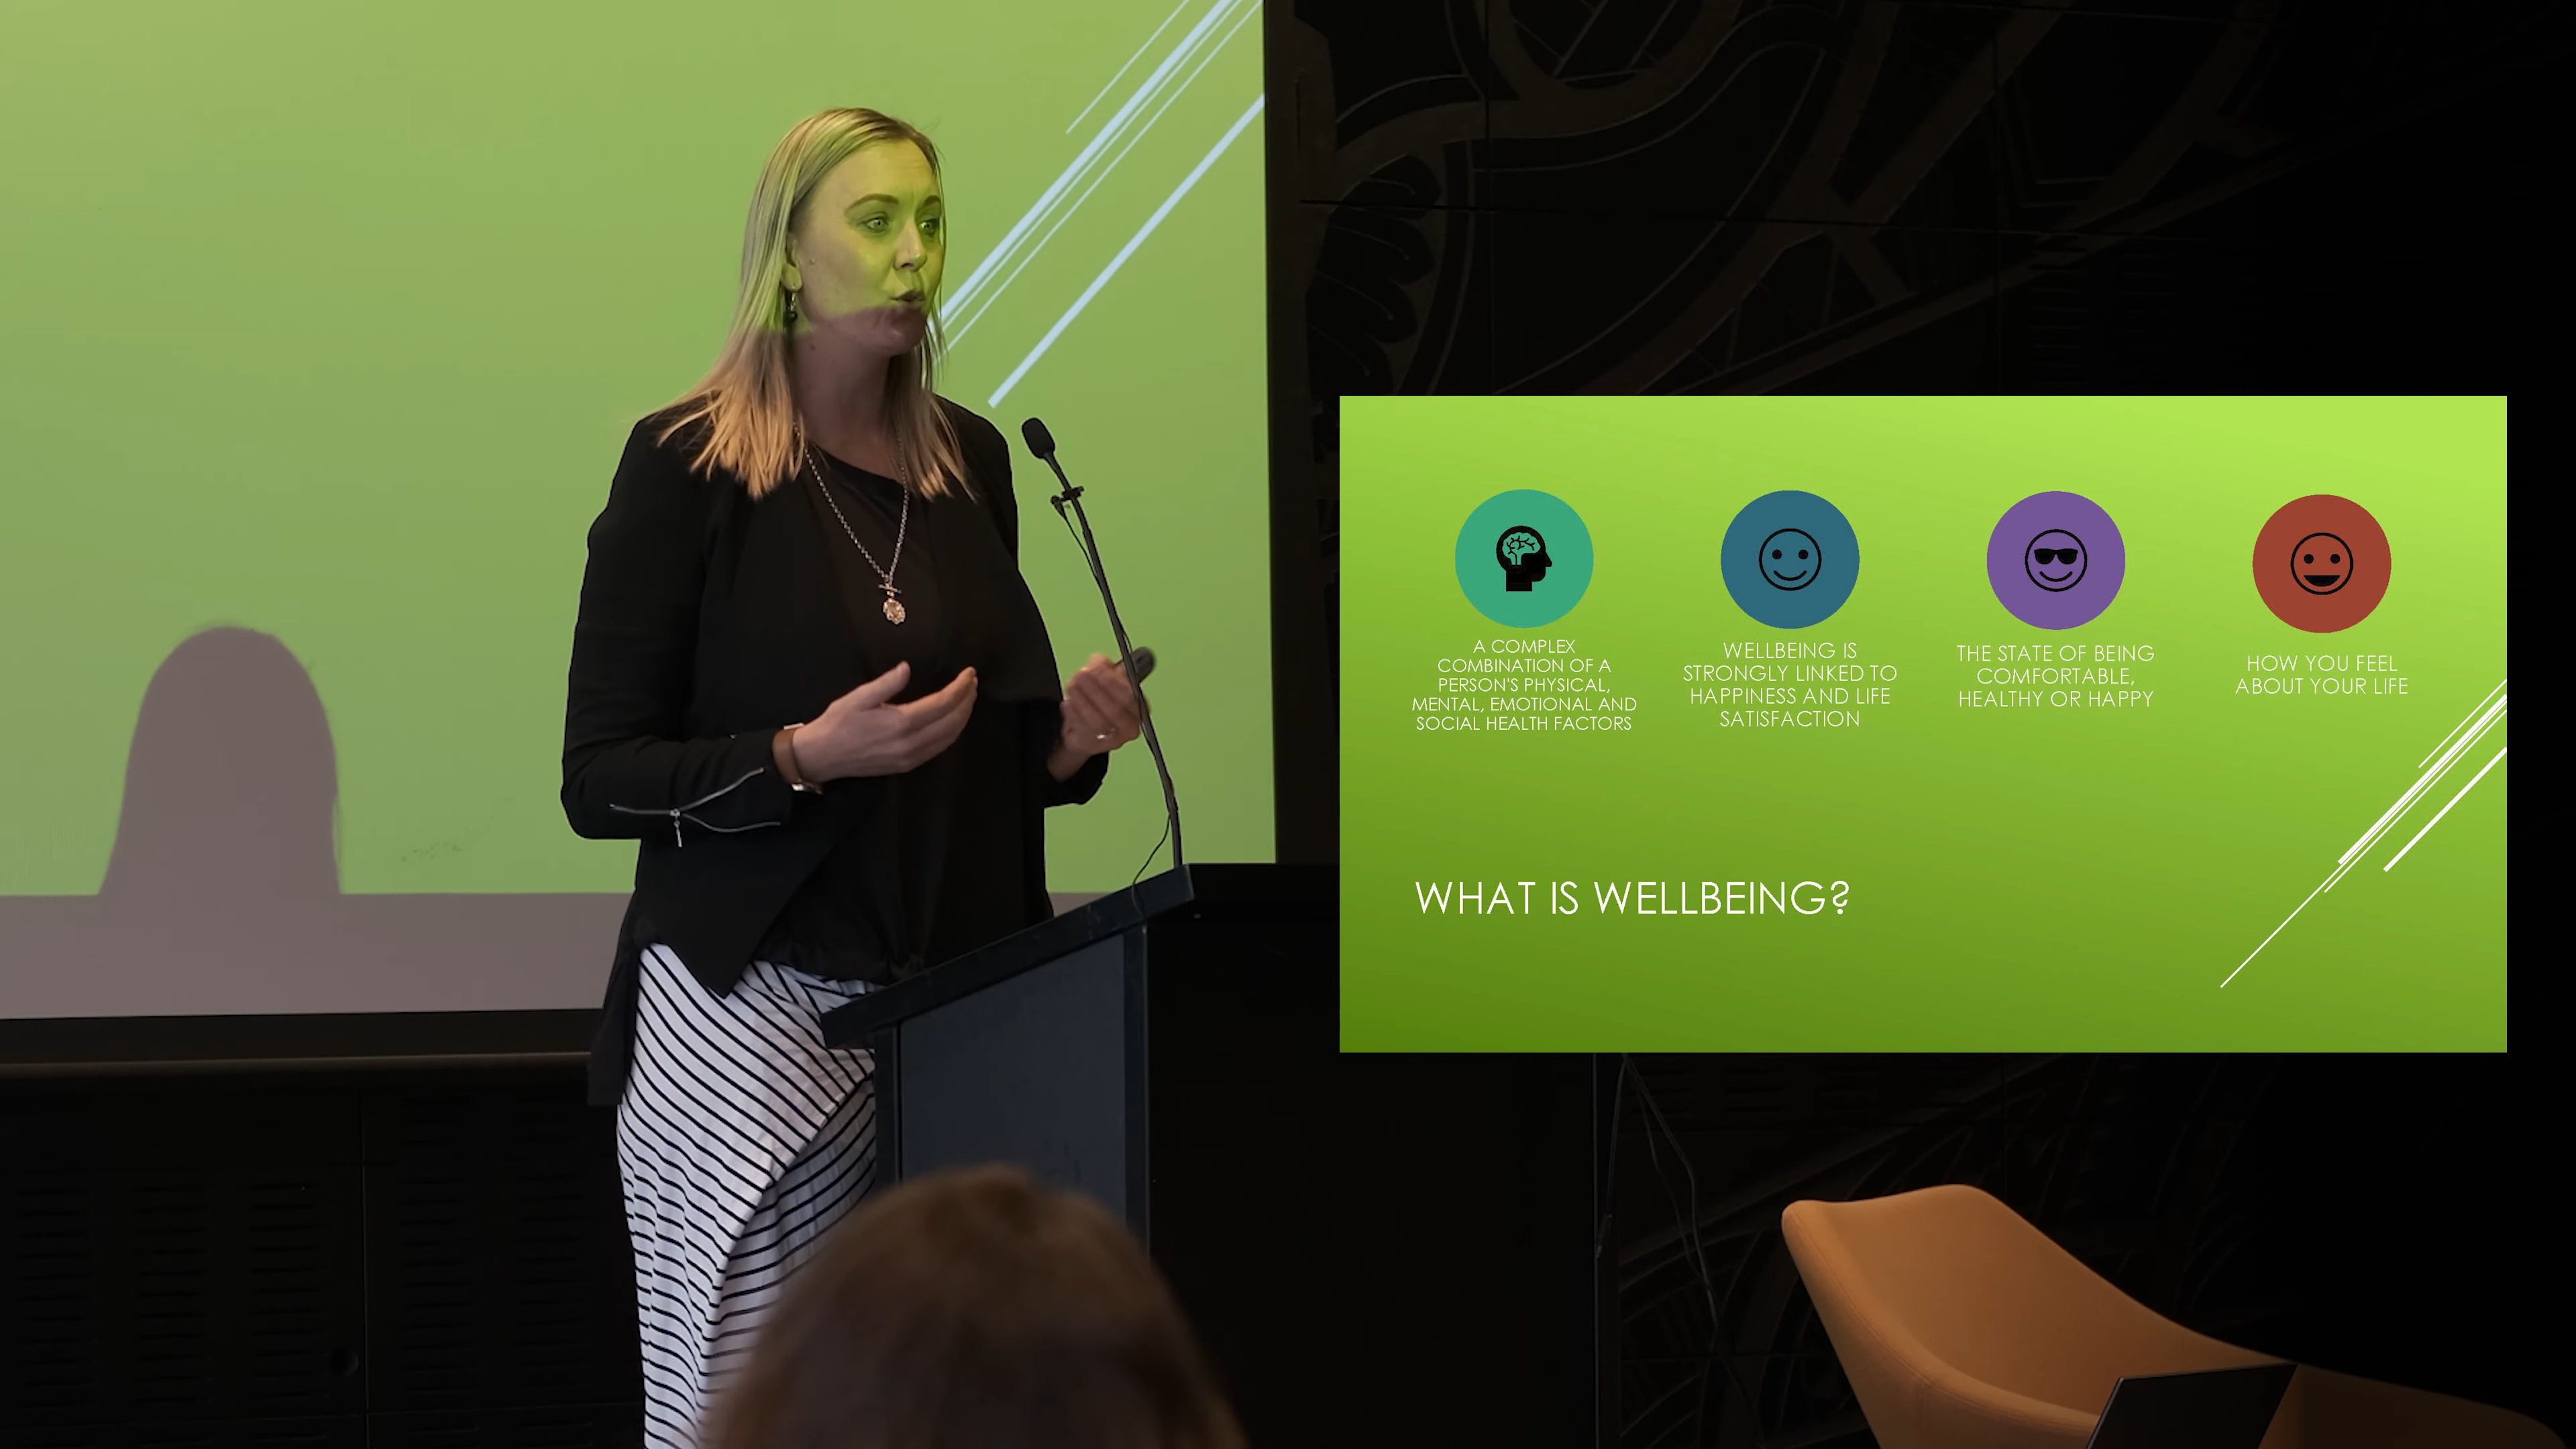 A COMPLEX
COMBINATION OF A
PERSON'S PHYSICAL,
MENTAL, EMOTIONAL AND
SOCIAL HEALTH FACTORS
WELLBEING IS
STRONGLY LINKED TO
HAPPINESS AND LIFE
SATISFACTION
THE STATE OF BEING
COMFORTABLE,
HEALTHY OR HAPPY
HOW YOU FEEL
ABOUT YOUR LIFE
WHAT IS WELLBEING?